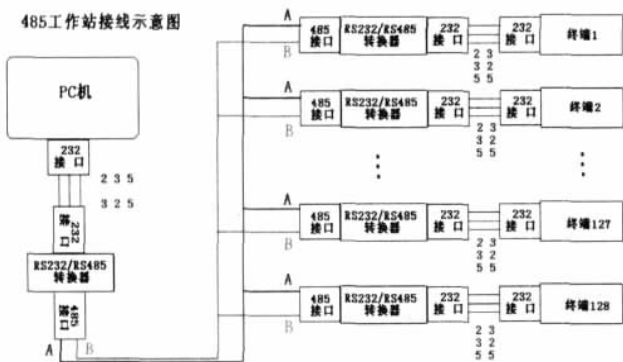 485工作站接线示意图
PC机
232
接 口
2 3 5
3 2 5
232
接 口
RS232/RS485
转换器
485
接口
A
B
A
B
485
接口
RS232/RS485
转换器
232
接 口
2 3
3 2
5 5
232
接 口
终端1
A
B
485
接口
RS232/RS485
转换器
232
接 口
2 3
3 2
5 5
232
接 口
终端2
A
B
485
接口
RS232/RS485
转换器
232
接 口
2 3
3 2
5 5
232
接 口
终端127
A
B
485
接口
RS232/RS485
转换器
232
接 口
2 3
3 2
5 5
232
接 口
终端128